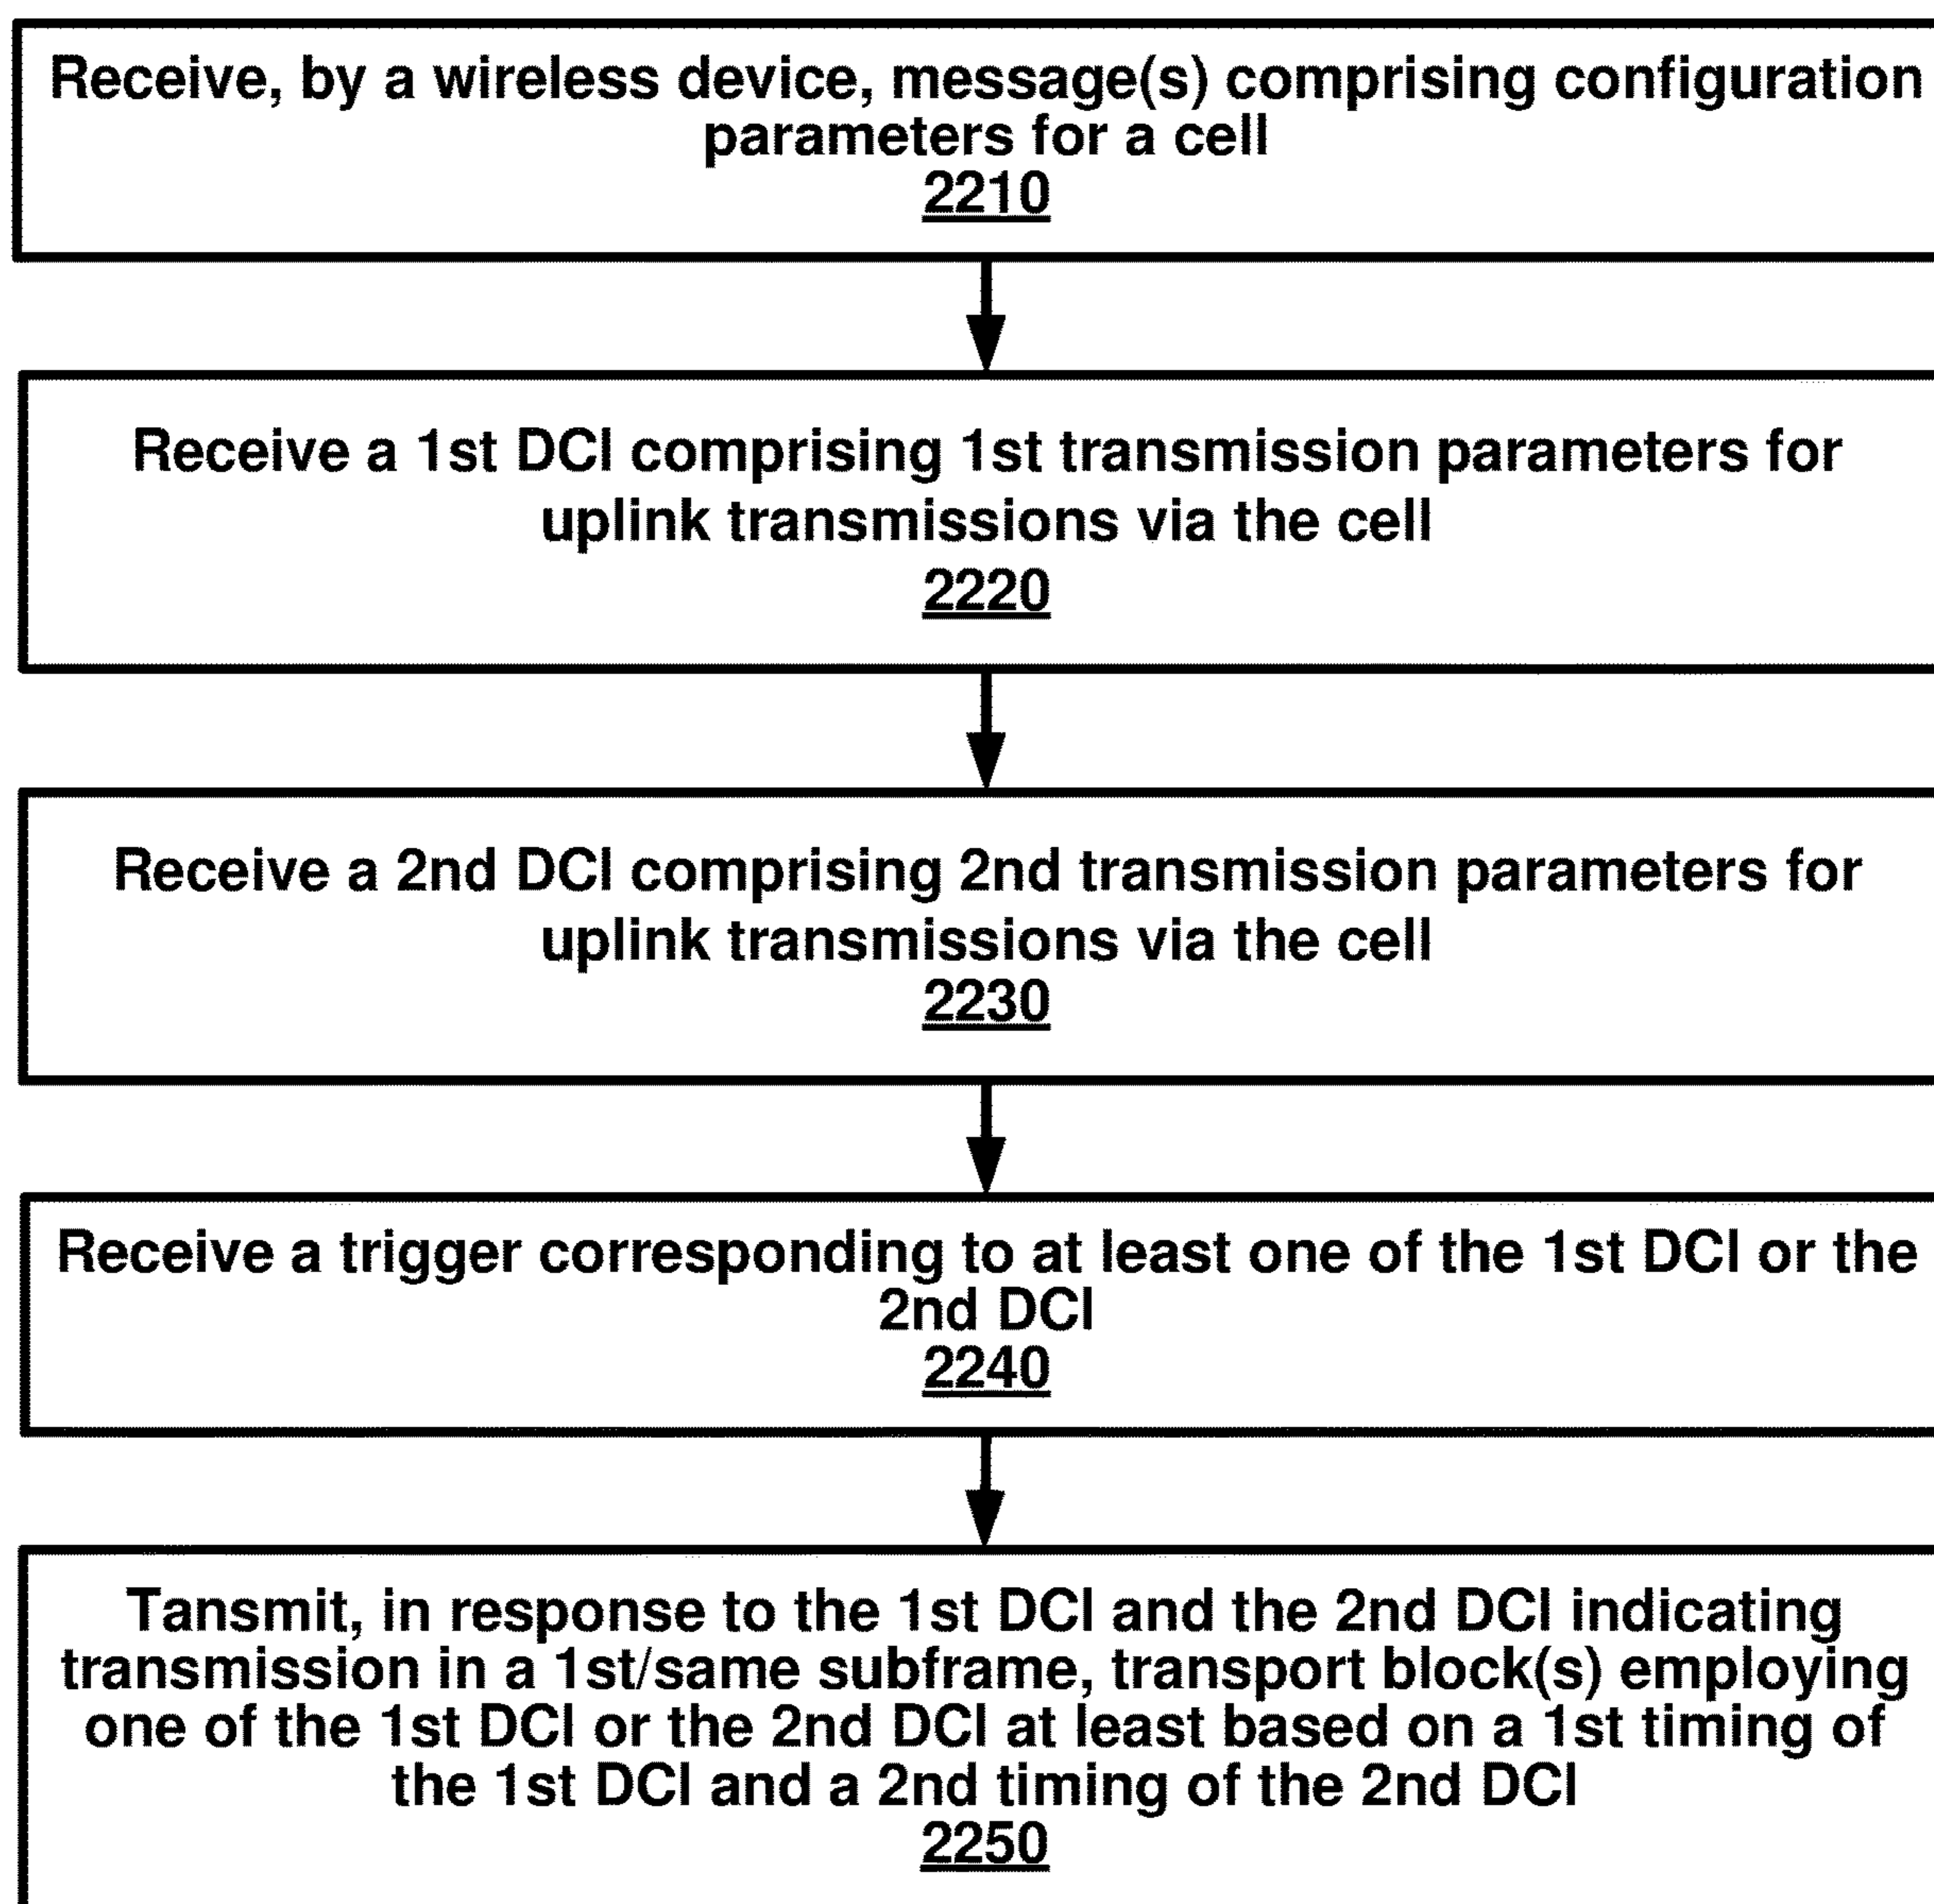 Receive, by a wireless device, message(s) comprising configuration
parameters for a cell
2210
Receive a 1st DCI comprising 1st transmission parameters for
uplink transmissions via the cell
2220
Receive a 2nd DCI comprising 2nd transmission parameters for
uplink transmissions via the cell
2230
Receive a trigger corresponding to at least one of the 1st DCI or the
2nd DCI
2240
Tansmit, in response to the 1st DCI and the 2nd DCI indicating
transmission in a 1st/same subframe, transport block(s) employing
one of the 1st DCI or the 2nd DCI at least based on a 1st timing of
the 1st DCI and a 2nd timing of the 2nd DCI
2250